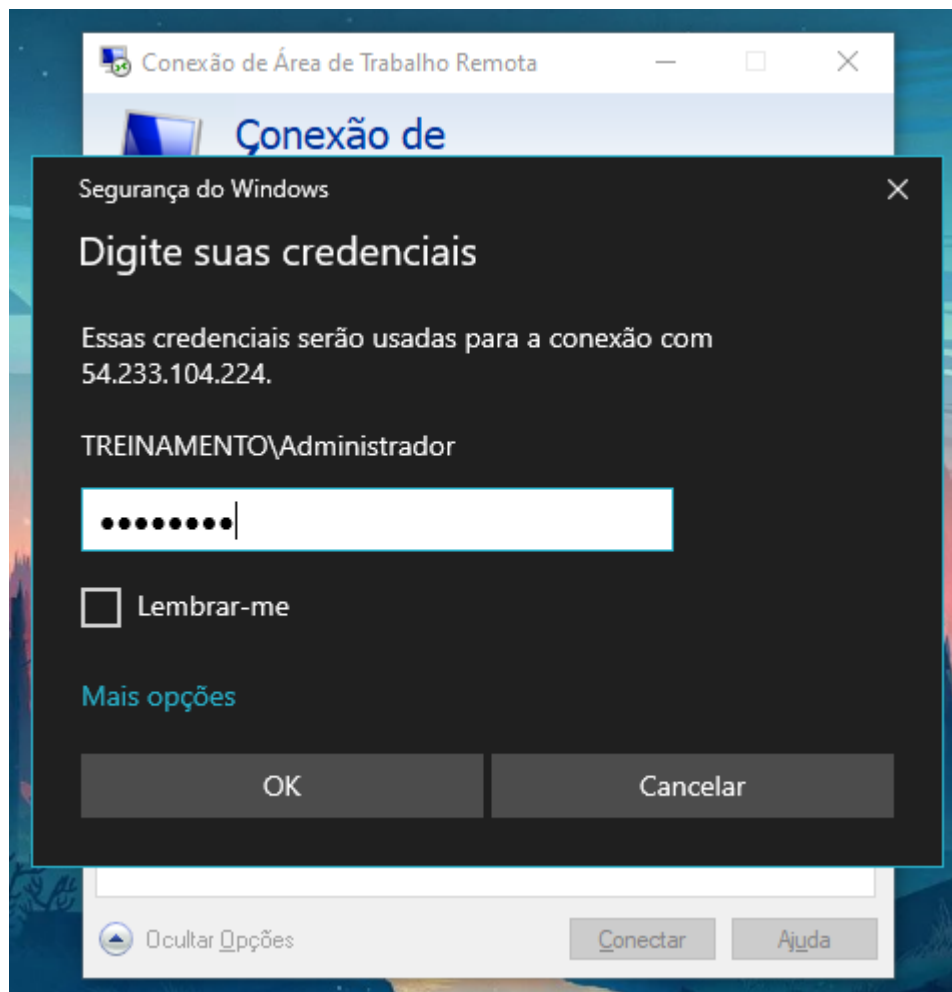 Conexão de Área de Trabalho Remota
Conexão de
Segurança do Windows
Digite suas credenciais
Essas credenciais serão usadas para a conexão com
54.233.104.224.
TREINAMENTO\Administrador
••••••••
Lembrar-me
Mais opções
OK
Cancelar
Ocultar Opções
Conectar
Ajuda